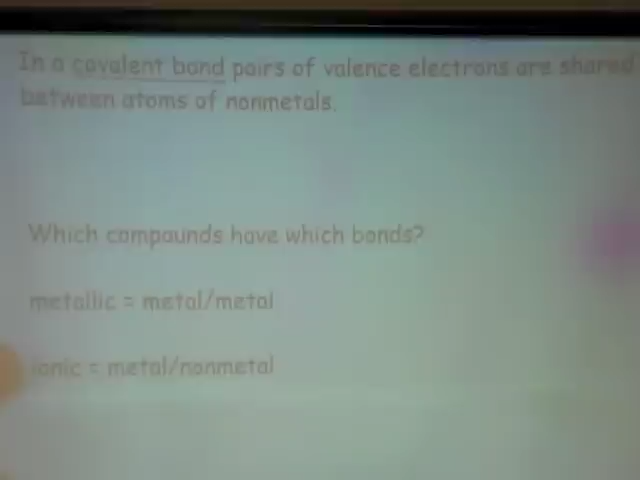 In a covalent bond pairs of valence electrons are shared
between atoms of nonmetals.
Which compounds have which bonds?
metallic = metal/metal
ionic = metal/nonmetal